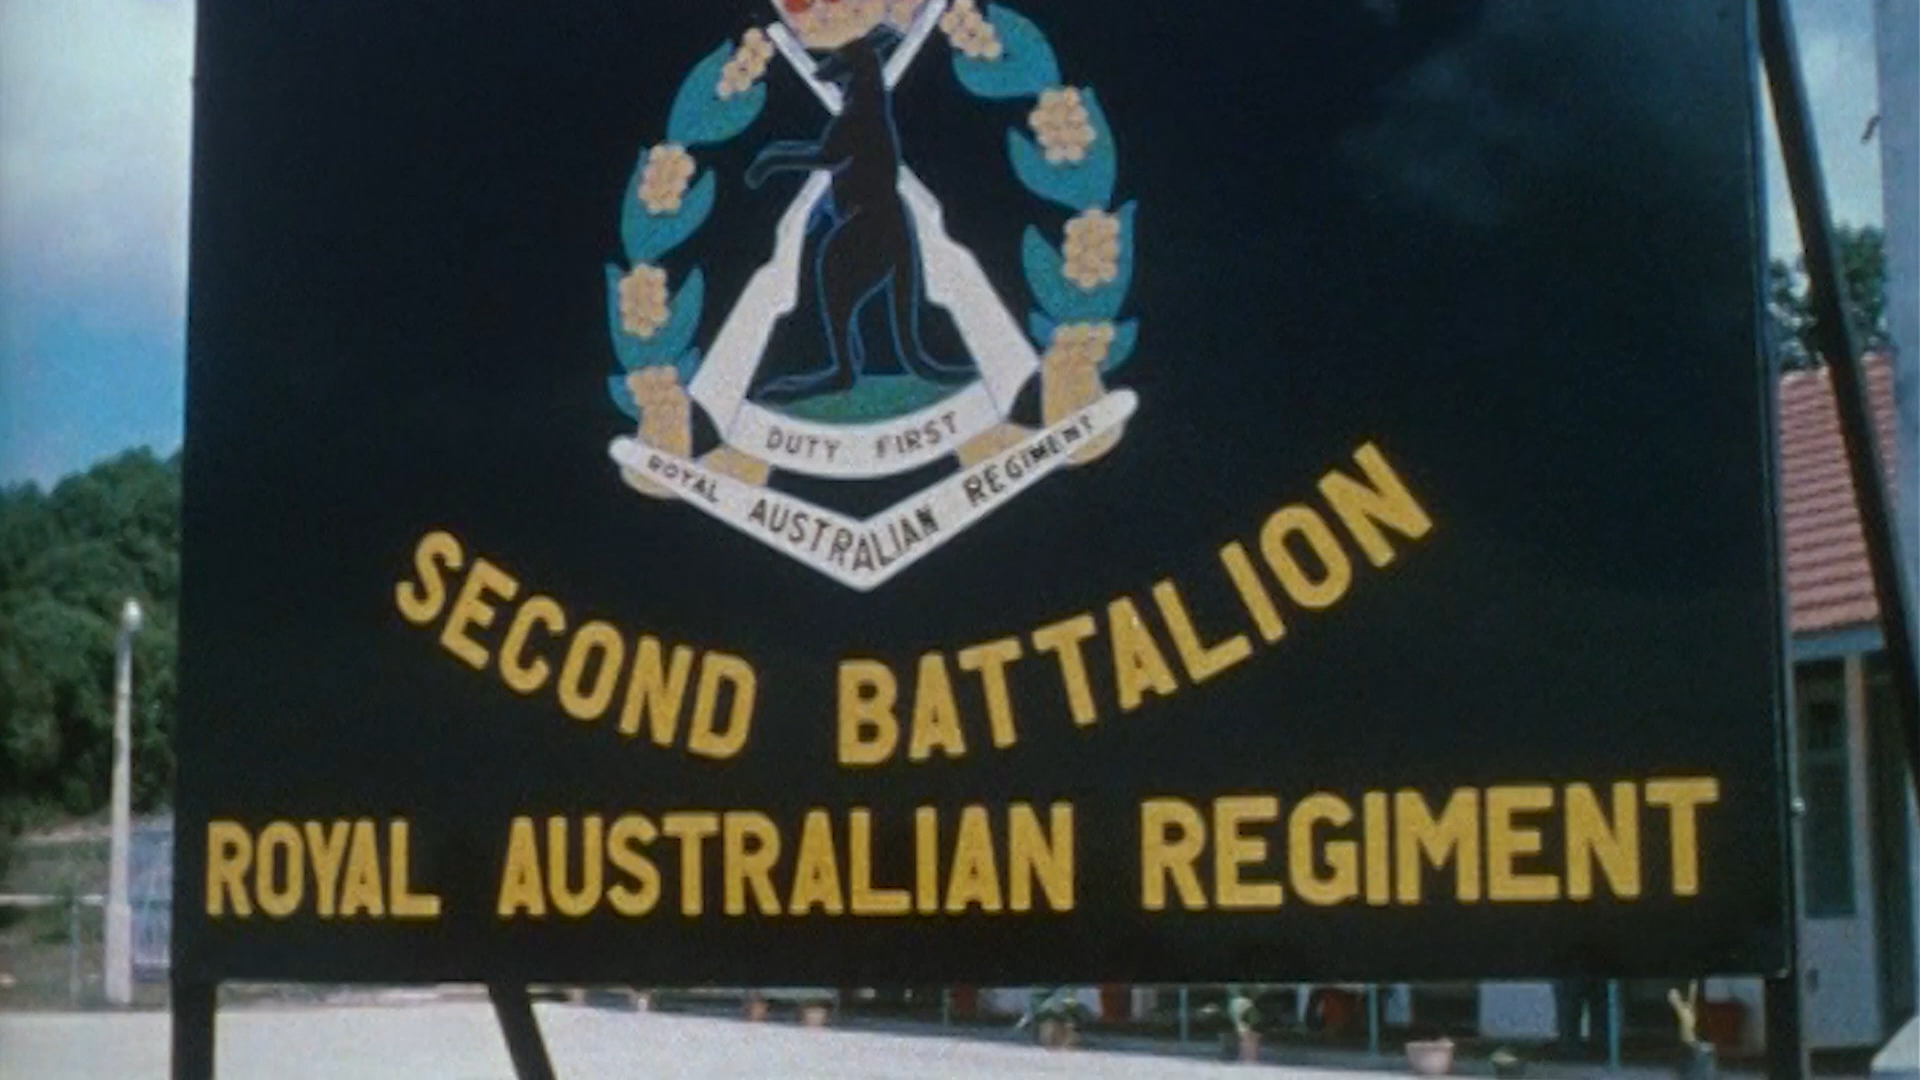 DUTY FIRST
ROYAL AUSTRALIAN REGIMENT
SECOND BATTALION
ROYAL AUSTRALIAN REGIMENT